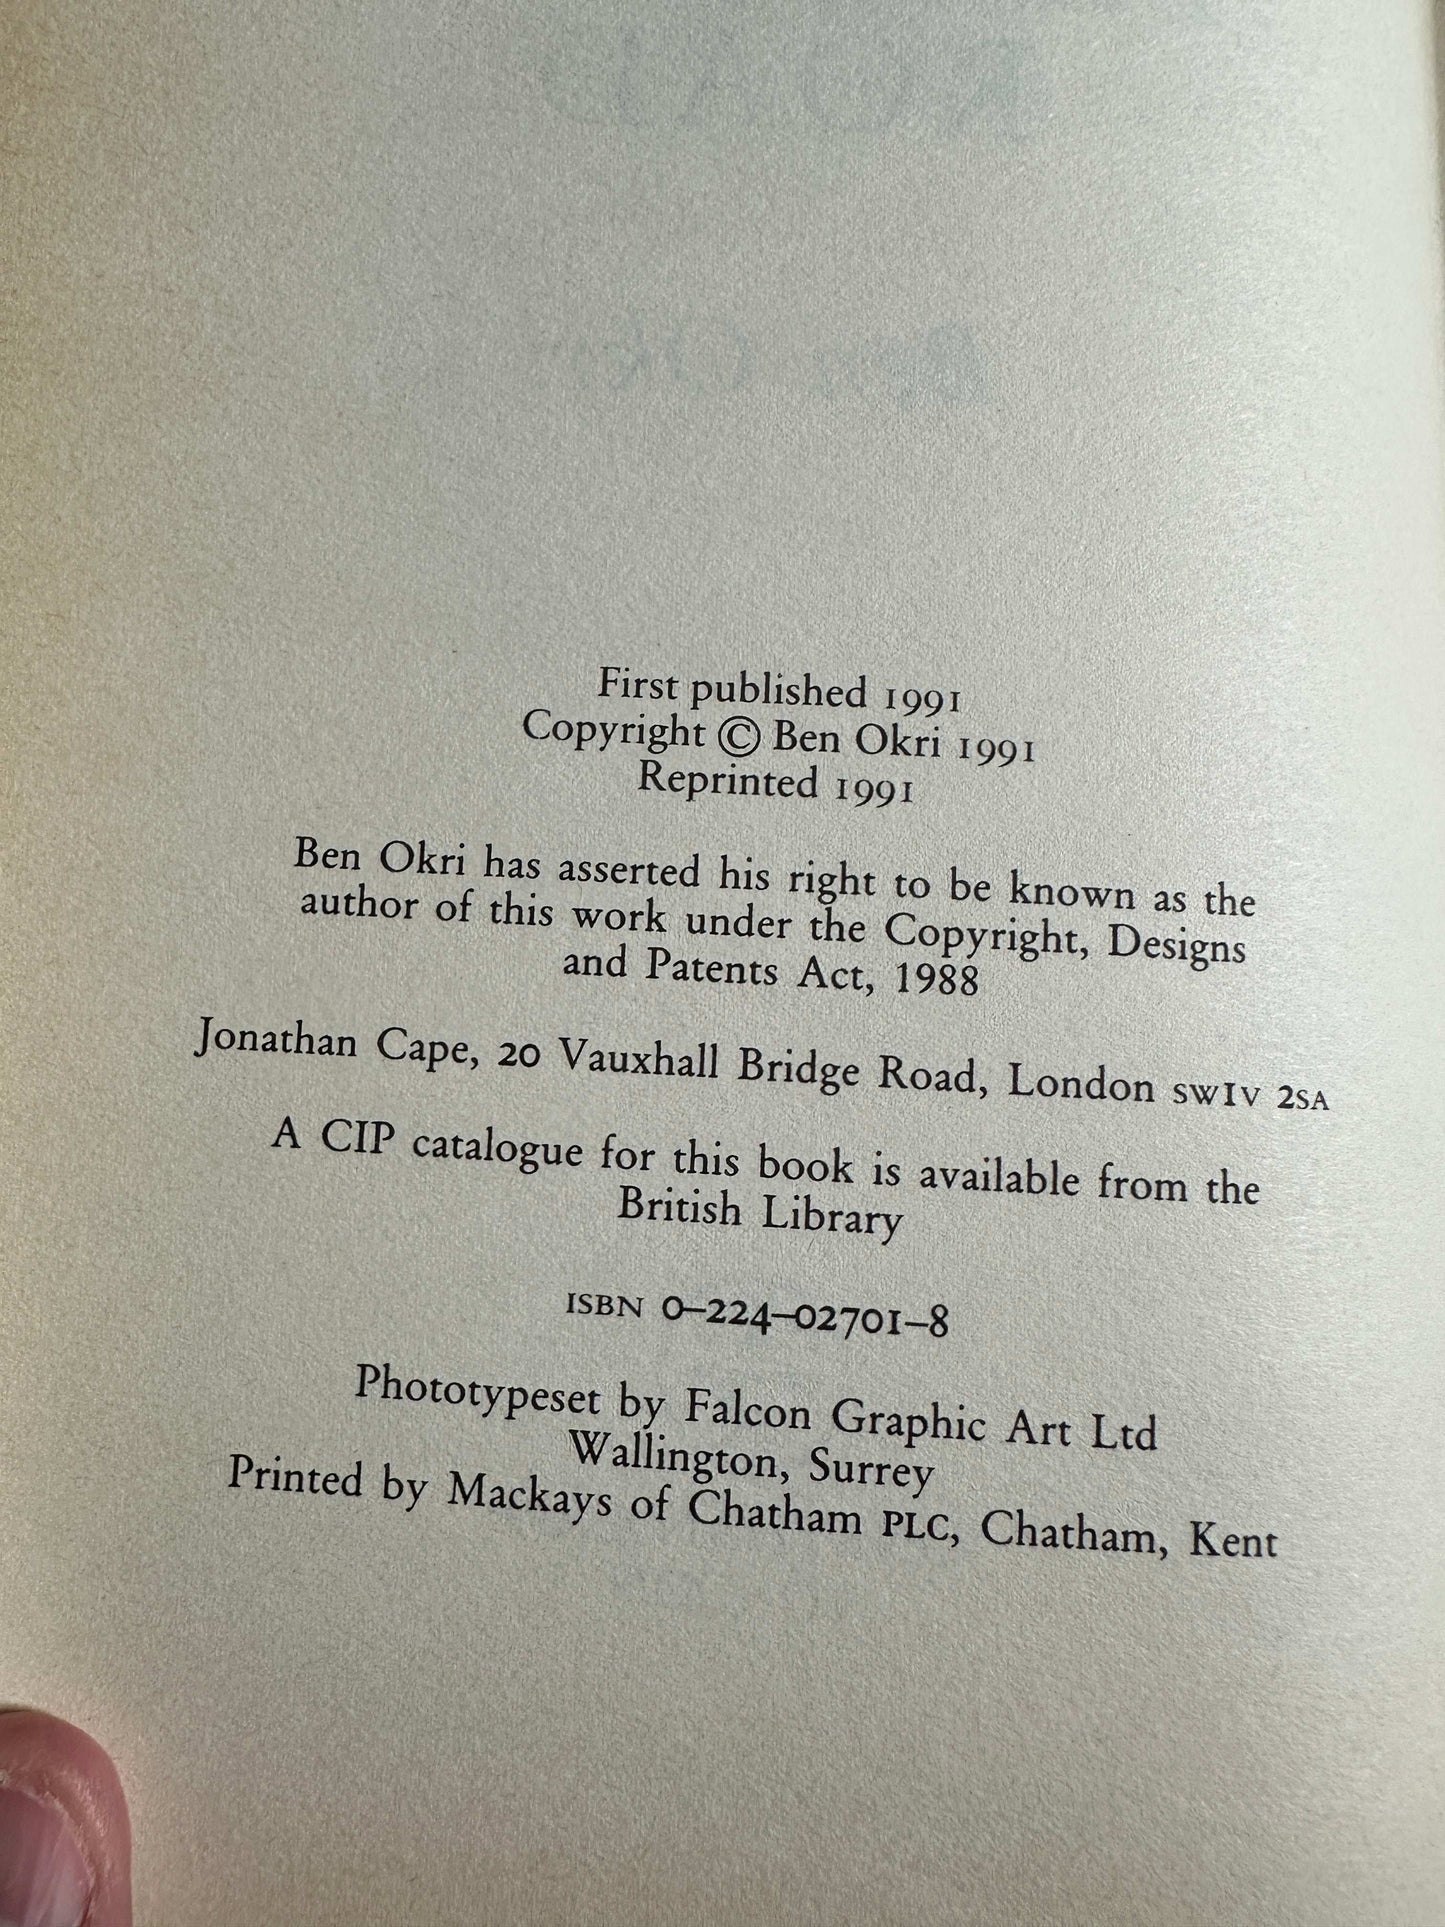 First published 1991
Copyright © Ben Okri 1991
Reprinted 1991
Ben Okri has asserted his right to be known as the
author of this work under the Copyright, Designs
and Patents Act, 1988
Jonathan Cape, 20 Vauxhall Bridge Road, London SW1V 2SA
A CIP catalogue for this book is available from the
British Library
ISBN 0–224–02701–8
Phototypeset by Falcon Graphic Art Ltd
Wallington, Surrey
Printed by Mackays of Chatham PLC, Chatham, Kent